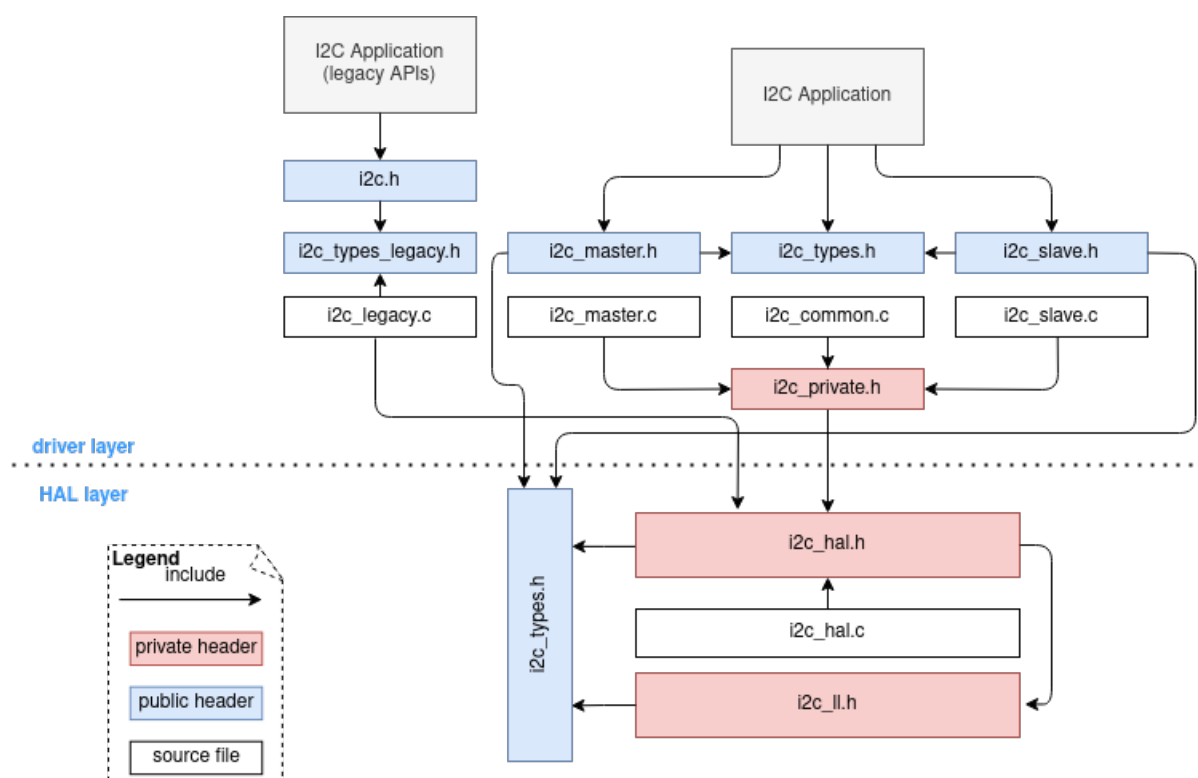 I2C Application
(legacy APIs)
I2C Application
i2c.h
i2c_types_legacy.h
i2c_master.h
i2c_types.h
i2c_slave.h
i2c_legacy.c
i2c_master.c
i2c_common.c
i2c_slave.c
i2c_private.h
driver layer
HAL layer
i2c_types.h
i2c_hal.h
i2c_hal.c
i2c_ll.h
Legend
include
private header
public header
source file